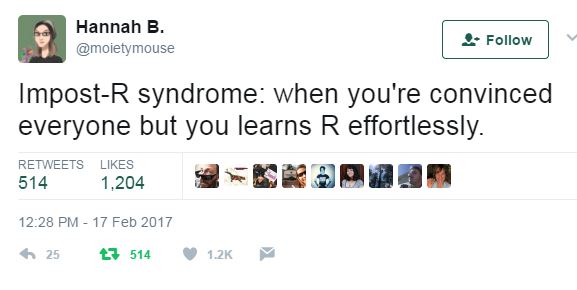 Hannah B.
@moietymouse
Follow
Impost-R syndrome: when you're convinced
everyone but you learns R effortlessly.
RETWEETS LIKES
514 1,204
12:28 PM - 17 Feb 2017
25 514 1.2K